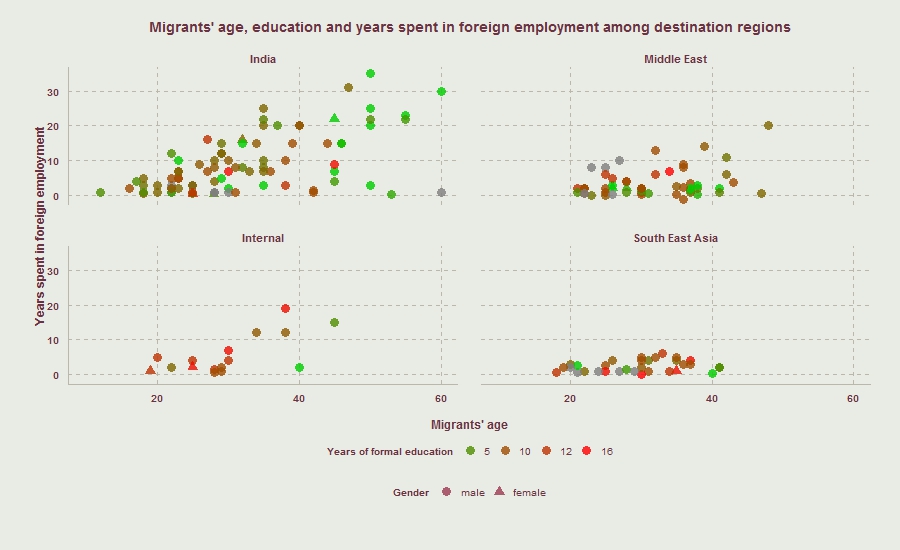 Migrants' age, education and years spent in foreign employment among destination regions
India
Middle East
30
20
10
0
Internal
South East Asia
30
20
10
0
20
40
60
20
40
60
Years spent in foreign employment
Migrants' age
Years of formal education 5 10 12 16
Gender male female